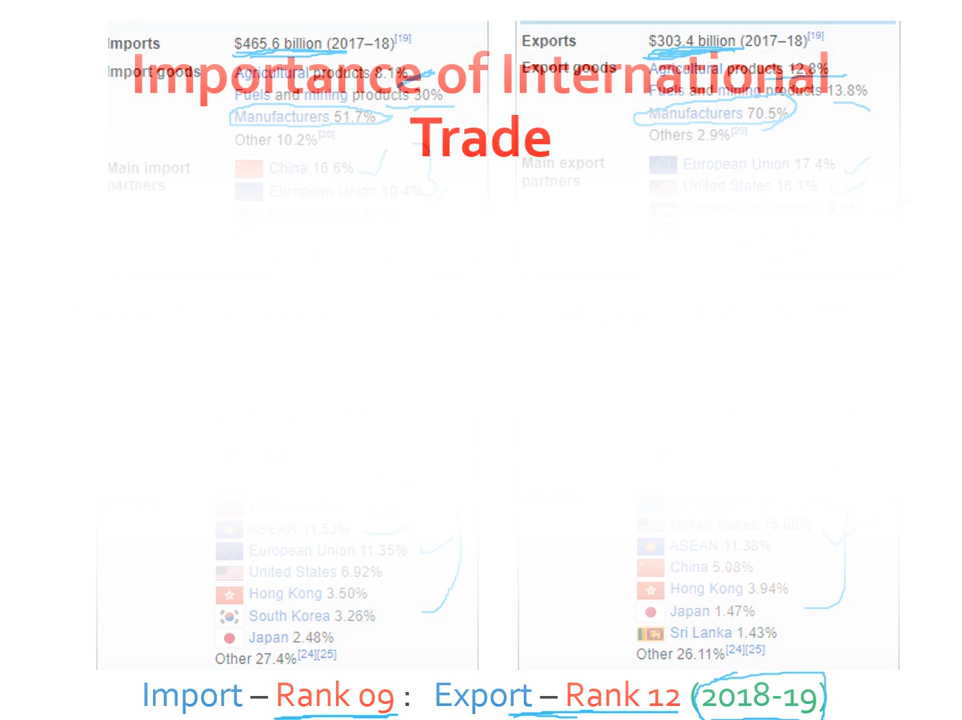 Importance of International
Trade
Imports $465.6 billion (2017–18)[19]
Import goods Agricultural products 8.1%
Fuels and mining products 30%
Manufacturers 51.7%
Other 10.2%[20]
Main import partners China 16.6%
European Union 10.4%
Exports $303.4 billion (2017–18)[19]
Export goods Agricultural products 12.8%
Fuels and mining products 13.8%
Manufacturers 70.5%
Others 2.9%[20]
Main export partners European Union 17.4%
United States 16.1%
ASEAN 11.53%
European Union 11.35%
United States 6.92%
Hong Kong 3.50%
South Korea 3.26%
Japan 2.48%
Other 27.4%[24][25]
United States 15.88%
ASEAN 11.38%
China 5.08%
Hong Kong 3.94%
Japan 1.47%
Sri Lanka 1.43%
Other 26.11%[24][25]
Import – Rank 09 : Export – Rank 12 (2018-19)